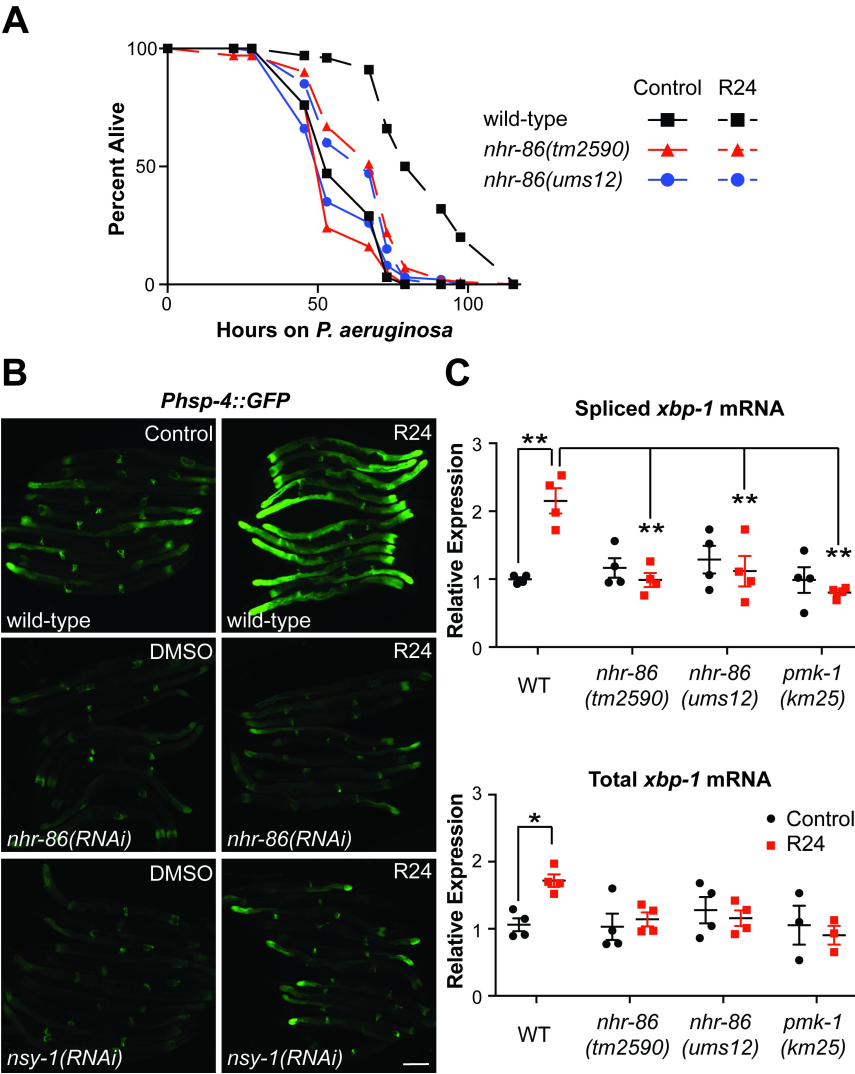 A
100
50
0
Percent Alive
0
50
100
Hours on P. aeruginosa
Control R24
wild-type
nhr-86(tm2590)
nhr-86(ums12)
B
Phsp-4::GFP
Control
wild-type
R24
wild-type
DMSO
nhr-86(RNAi)
R24
nhr-86(RNAi)
DMSO
nsy-1(RNAi)
R24
nsy-1(RNAi)
C
Spliced xbp-1 mRNA
Relative Expression
3
2
1
0
**
**
**
**
WT
nhr-86
(tm2590)
nhr-86
(ums12)
pmk-1
(km25)
Total xbp-1 mRNA
Relative Expression
3
2
1
0
*
Control
R24
WT
nhr-86
(tm2590)
nhr-86
(ums12)
pmk-1
(km25)